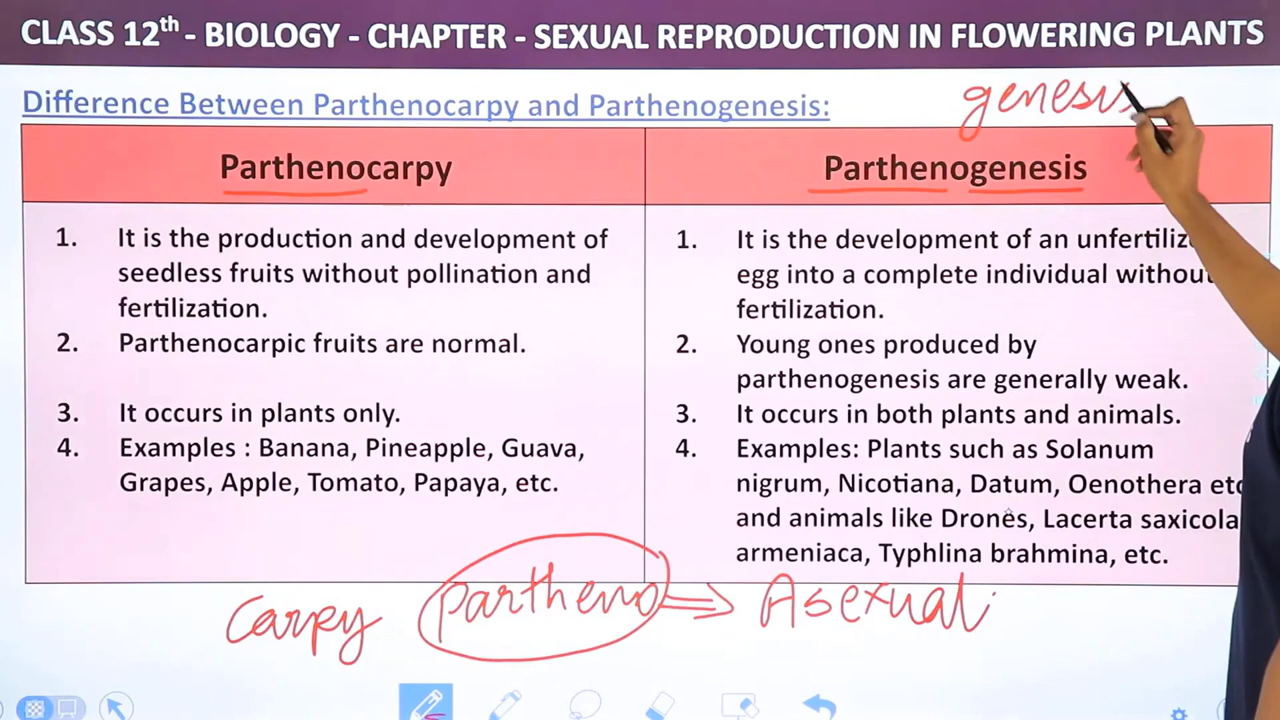 CLASS 12th - BIOLOGY - CHAPTER - SEXUAL REPRODUCTION IN FLOWERING PLANTS
Difference Between Parthenocarpy and Parthenogenesis:
genesis
Parthenocarpy
Parthenogenesis
1. It is the production and development of
seedless fruits without pollination and
fertilization.
2. Parthenocarpic fruits are normal.
3. It occurs in plants only.
4. Examples : Banana, Pineapple, Guava,
Grapes, Apple, Tomato, Papaya, etc.
1. It is the development of an unfertiliz
egg into a complete individual without
fertilization.
2. Young ones produced by
parthenogenesis are generally weak.
3. It occurs in both plants and animals.
4. Examples: Plants such as Solanum
nigrum, Nicotiana, Datum, Oenothera etc
and animals like Drones, Lacerta saxicola
armeniaca, Typhlina brahmina, etc.
Carpy partheno ⇒ Asexual